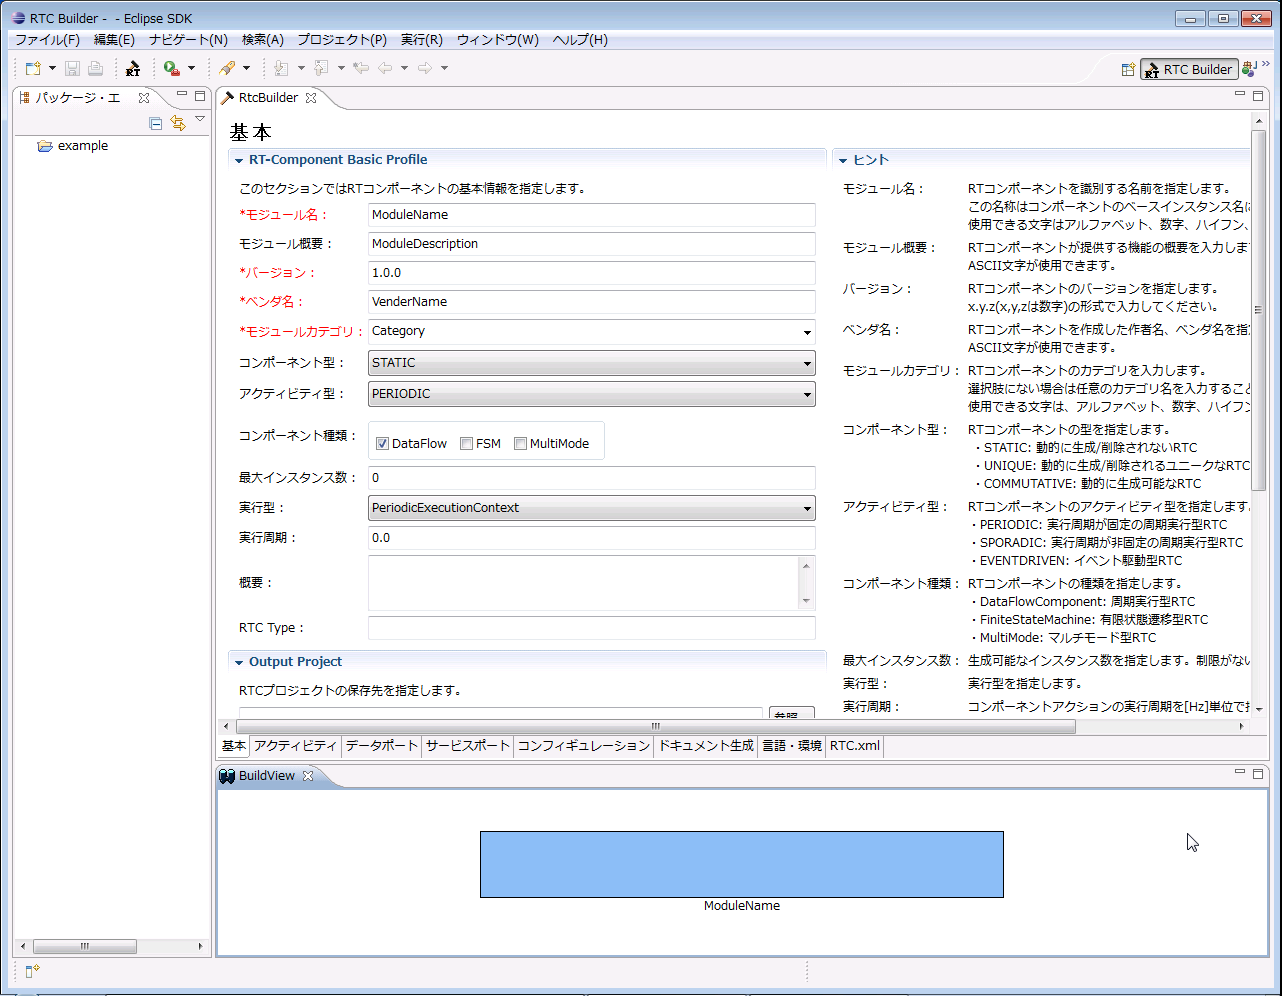 RTC Builder -  - Eclipse SDK
ファイル(F) 編集(E) ナビゲート(N) 検索(A) プロジェクト(P) 実行(R) ウィンドウ(W) ヘルプ(H)
RT
RT RTC Builder
パッケージ・エ
example
RtcBuilder
基本
RT-Component Basic Profile
このセクションではRTコンポーネントの基本情報を指定します。
*モジュール名： ModuleName
モジュール概要： ModuleDescription
*バージョン： 1.0.0
*ベンダ名： VenderName
*モジュールカテゴリ： Category
コンポーネント型： STATIC
アクティビティ型： PERIODIC
コンポーネント種類： DataFlow FSM MultiMode
最大インスタンス数： 0
実行型： PeriodicExecutionContext
実行周期： 0.0
概要：
RTC Type：
Output Project
RTCプロジェクトの保存先を指定します。
参照...
ヒント
モジュール名： RTコンポーネントを識別する名前を指定します。
この名称はコンポーネントのベースインスタンス名に
使用できる文字はアルファベット、数字、ハイフン、
モジュール概要： RTコンポーネントが提供する機能の概要を入力しま
ASCII文字が使用できます。
バージョン： RTコンポーネントのバージョンを指定します。
x.y.z(x,y,zは数字)の形式で入力してください。
ベンダ名： RTコンポーネントを作成した作者名、ベンダ名を指
ASCII文字が使用できます。
モジュールカテゴリ： RTコンポーネントのカテゴリを入力します。
選択肢にない場合は任意のカテゴリ名を入力すること
使用できる文字は、アルファベット、数字、ハイフン
コンポーネント型： RTコンポーネントの型を指定します。
・STATIC: 動的に生成/削除されないRTC
・UNIQUE: 動的に生成/削除されるユニークなRTC
・COMMUTATIVE: 動的に生成可能なRTC
アクティビティ型： RTコンポーネントのアクティビティ型を指定します。
・PERIODIC: 実行周期が固定の周期実行型RTC
・SPORADIC: 実行周期が非固定の周期実行型RTC
・EVENTDRIVEN: イベント駆動型RTC
コンポーネント種類： RTコンポーネントの種類を指定します。
・DataFlowComponent: 周期実行型RTC
・FiniteStateMachine: 有限状態遷移型RTC
・MultiMode: マルチモード型RTC
最大インスタンス数： 生成可能なインスタンス数を指定します。制限がない
実行型： 実行型を指定します。
実行周期： コンポーネントアクションの実行周期を[Hz]単位で
基本 アクティビティ データポート サービスポート コンフィギュレーション ドキュメント生成 言語・環境 RTC.xml
BuildView
ModuleName